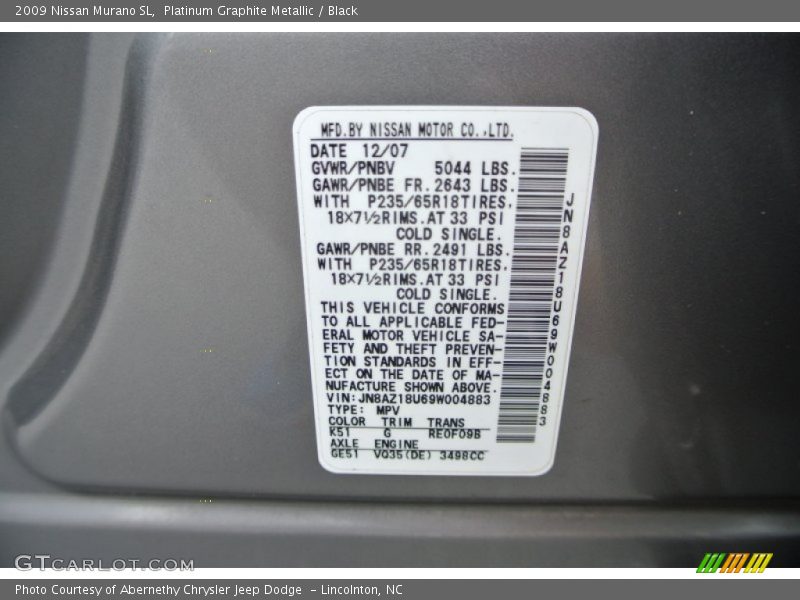 2009 Nissan Murano SL,  Platinum Graphite Metallic / Black
MFD.BY NISSAN MOTOR CO.,LTD.
DATE 12/07
GVWR/PNBV 5044 LBS.
GAWR/PNBE FR.2643 LBS.
WITH P235/65R18TIRES.
18X7½RIMS.AT 33 PSI
COLD SINGLE.
GAWR/PNBE RR.2491 LBS.
WITH P235/65R18TIRES.
18X7½RIMS.AT 33 PSI
COLD SINGLE.
THIS VEHICLE CONFORMS
TO ALL APPLICABLE FED-
ERAL MOTOR VEHICLE SA-
FETY AND THEFT PREVEN-
TION STANDARDS IN EFF-
ECT ON THE DATE OF MA-
NUFACTURE SHOWN ABOVE.
VIN:JN8AZ18U69W004883
TYPE: MPV
COLOR TRIM TRANS
K51 G RE0F09B
AXLE ENGINE
GE51 VQ35(DE) 3498CC
JN8AZ18U69W004883
GTcarlot.com
Photo Courtesy of Abernethy Chrysler Jeep Dodge  - Lincolnton, NC